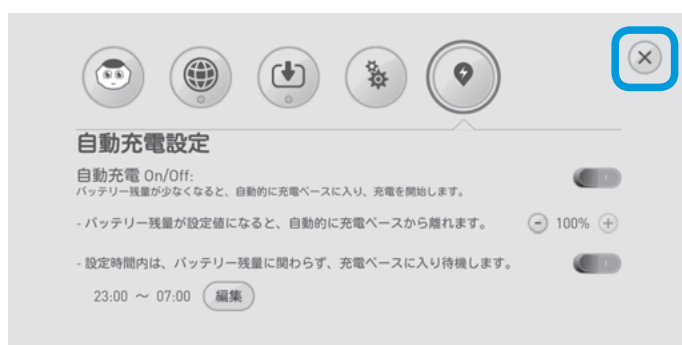 自動充電設定
自動充電 On/Off:
バッテリー残量が少なくなると、自動的に充電ベースに入り、充電を開始します。
- バッテリー残量が設定値になると、自動的に充電ベースから離れます。 100%
- 設定時間内は、バッテリー残量に関わらず、充電ベースに入り待機します。
23:00 ～ 07:00 編集